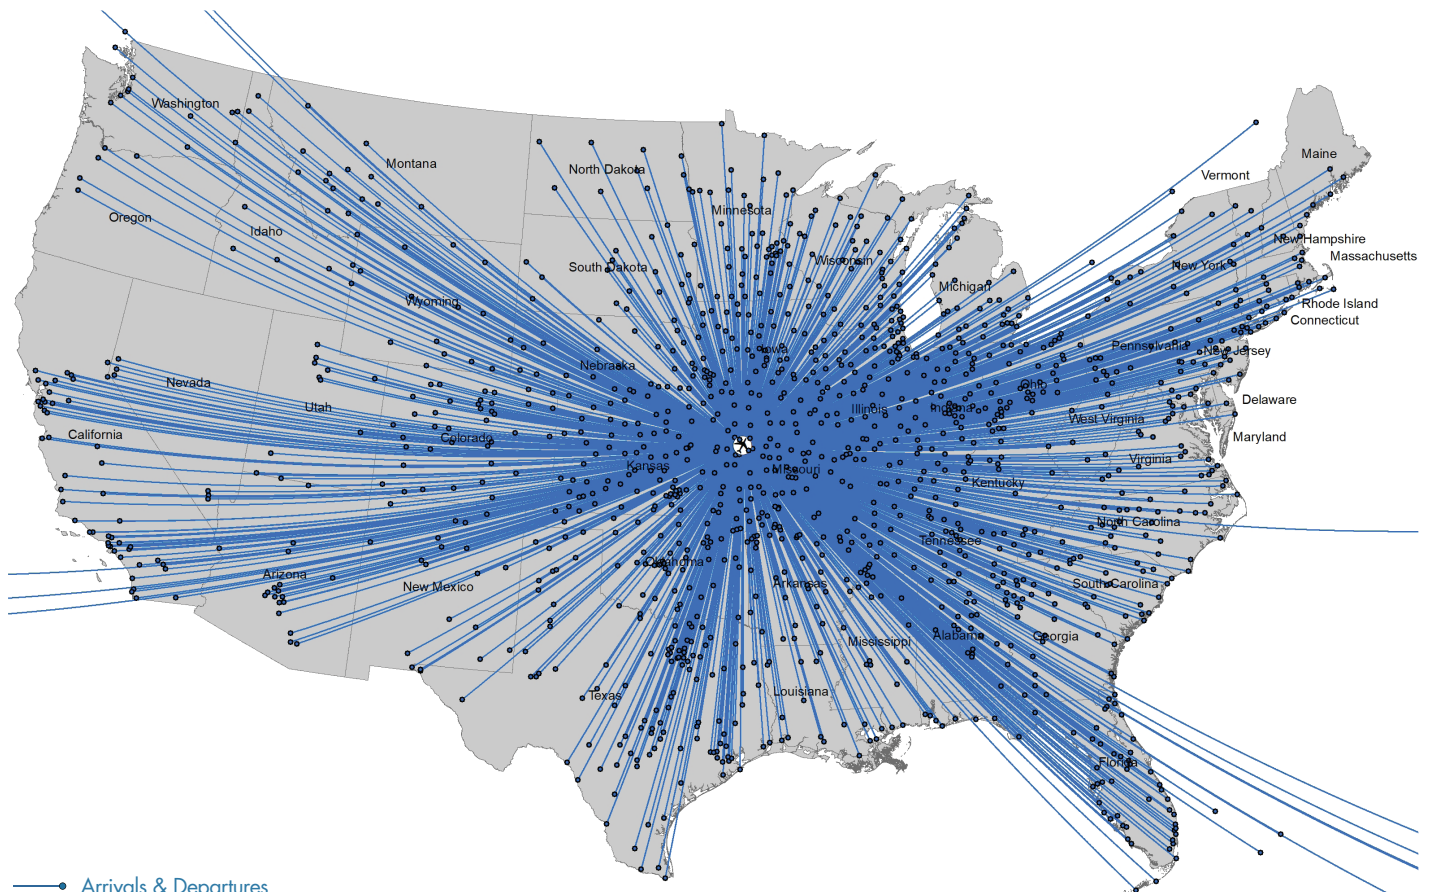 Washington
Montana
North Dakota
Maine
Vermont
Oregon
Idaho
Minnesota
New Hampshire
Massachusetts
South Dakota
Wisconsin
New York
Michigan
Wyoming
Rhode Island
Connecticut
Iowa
Pennsylvania
New Jersey
Nebraska
Nevada
Ohio
Utah
Illinois
Indiana
Delaware
West Virginia
California
Colorado
Maryland
Kansas
Missouri
Virginia
Kentucky
North Carolina
Tennessee
Oklahoma
Arizona
New Mexico
Arkansas
South Carolina
Mississippi
Alabama
Georgia
Texas
Louisiana
Florida
Arrivals & Departures